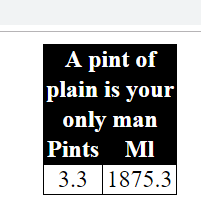 A pint of
plain is your
only man
Pints Ml
3.3 1875.3